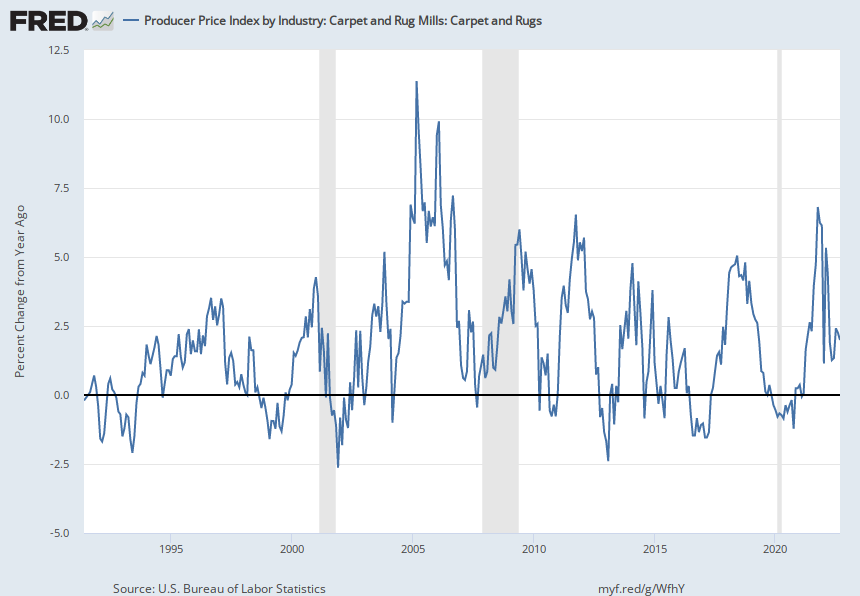 FRED
Producer Price Index by Industry: Carpet and Rug Mills: Carpet and Rugs
Percent Change from Year Ago
12.5
10.0
7.5
5.0
2.5
0.0
-2.5
-5.0
1995 2000 2005 2010 2015 2020
Source: U.S. Bureau of Labor Statistics myf.red/g/WfhY